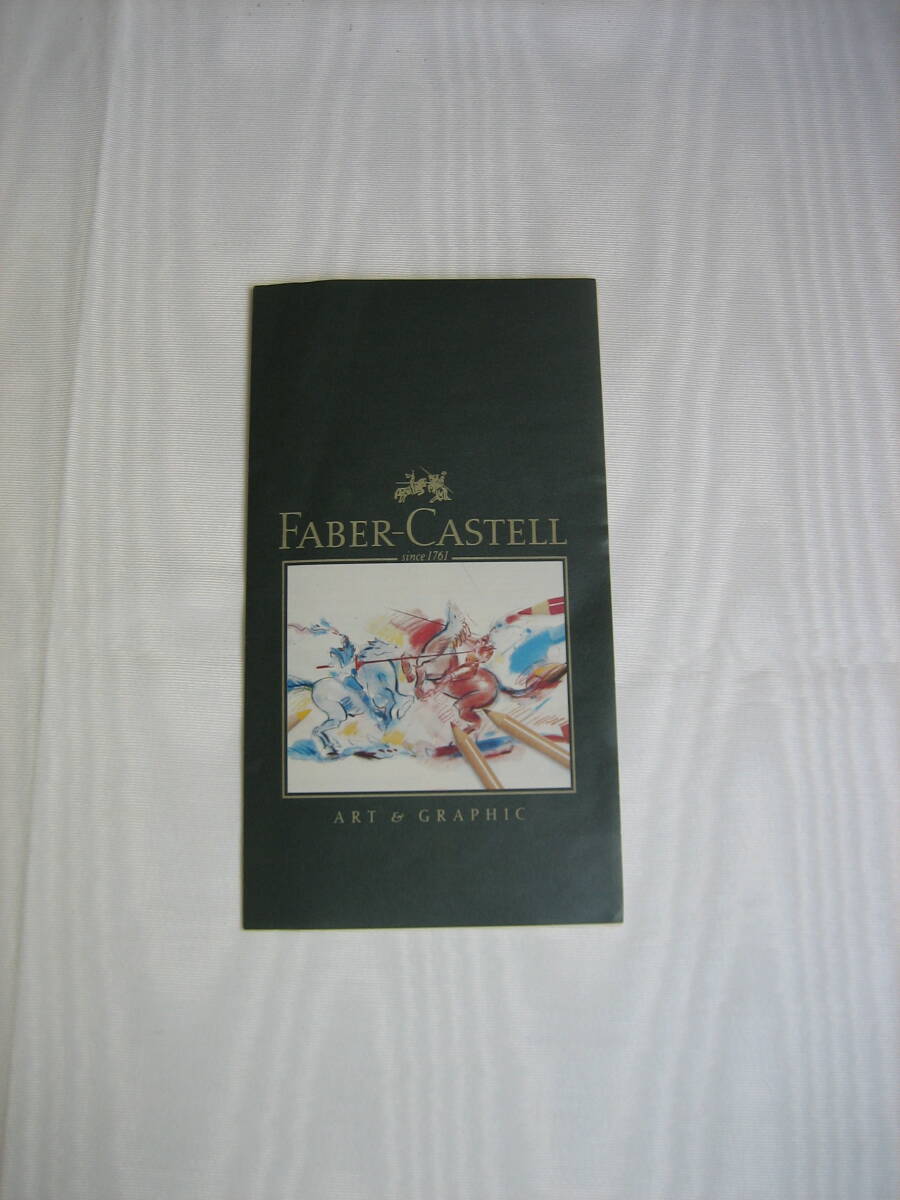 FABER-CASTELL
since 1761
ART & GRAPHIC